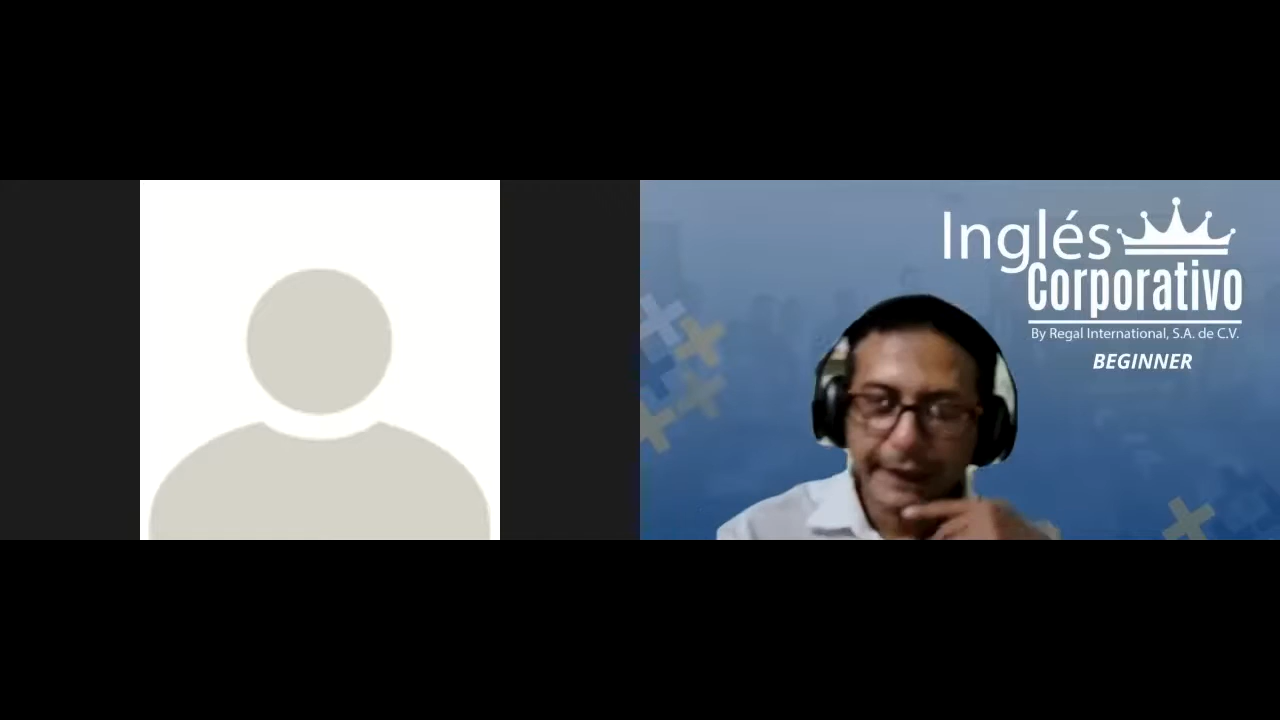 Inglés
Corporativo
By Regal International, S.A. de C.V.
BEGINNER